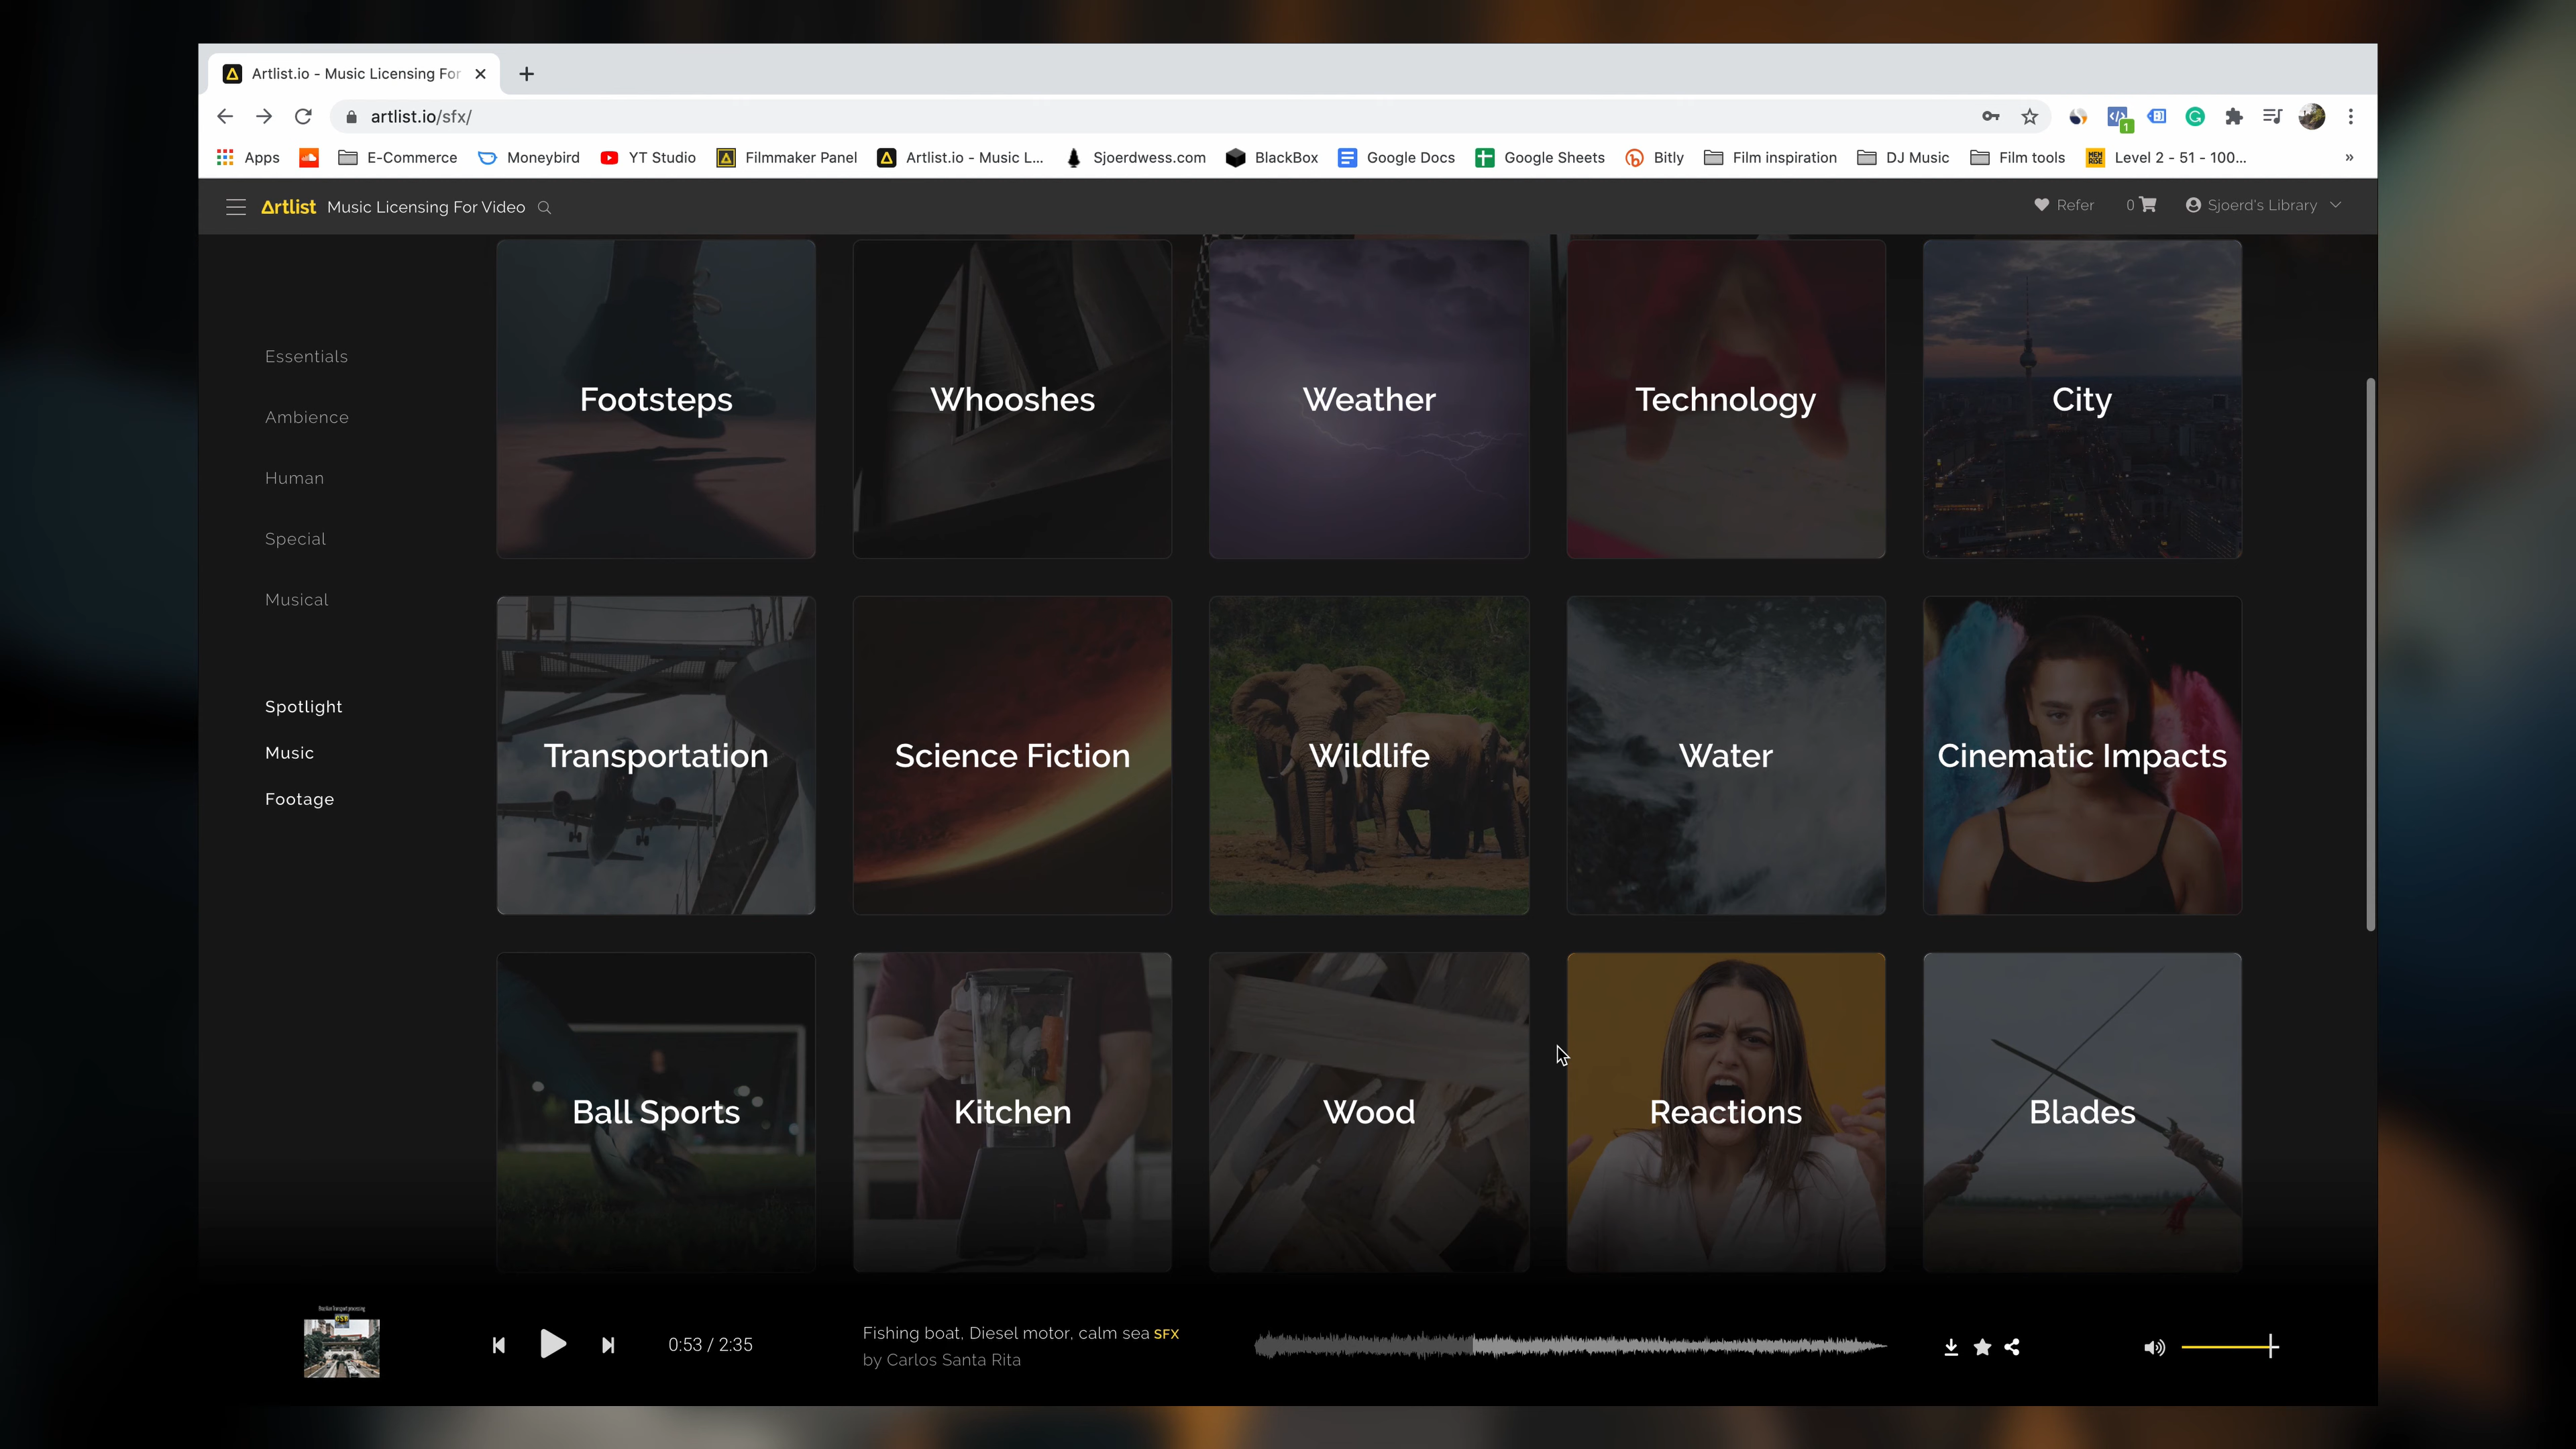 Artlist.io - Music Licensing For
artlist.io/sfx/
1
Apps E-Commerce Moneybird YT Studio Filmmaker Panel Artlist.io - Music L... Sjoerdwess.com BlackBox Google Docs Google Sheets Bitly Film inspiration DJ Music Film tools MEM RISE Level 2 - 51 - 100... »
Artlist Music Licensing For Video Refer 0 Sjoerd's Library
Essentials
Ambience
Human
Special
Musical
Spotlight
Music
Footage
Footsteps Whooshes Weather Technology City
Transportation Science Fiction Wildlife Water Cinematic Impacts
Ball Sports Kitchen Wood Reactions Blades
0:53 / 2:35
Fishing boat, Diesel motor, calm sea SFX
by Carlos Santa Rita